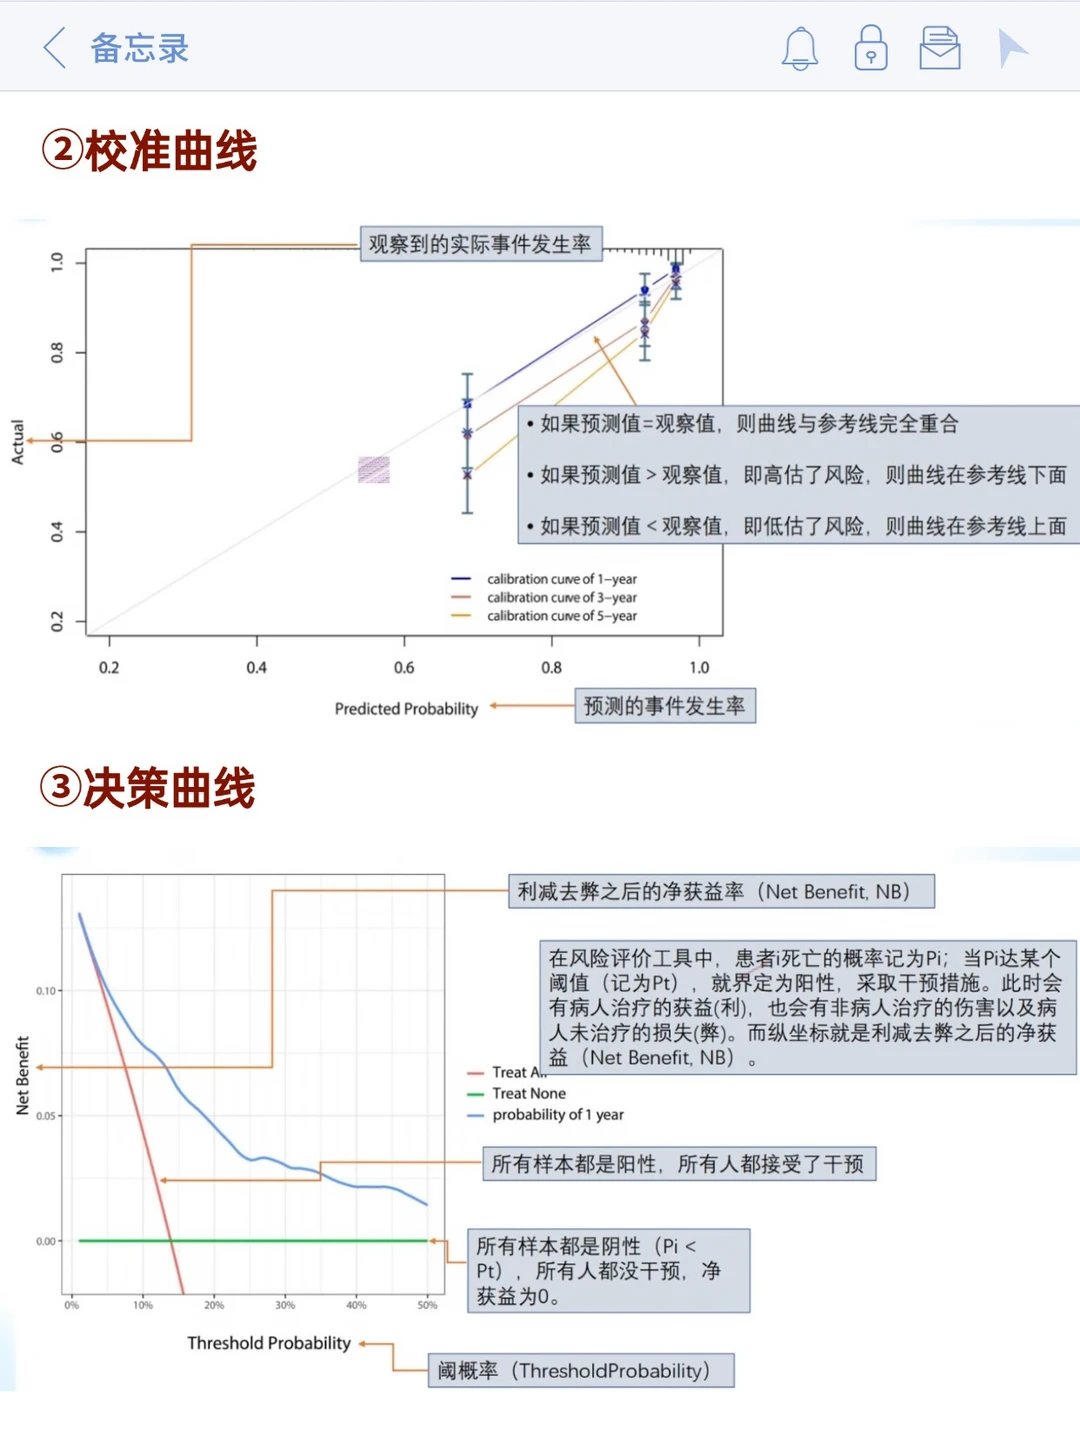 备忘录
②校准曲线
观察到的实际事件发生率
1.0
0.8
0.6
0.4
0.2
Actual
• 如果预测值=观察值，则曲线与参考线完全重合
• 如果预测值 > 观察值，即高估了风险，则曲线在参考线下面
• 如果预测值 < 观察值，即低估了风险，则曲线在参考线上面
calibration curve of 1-year
calibration curve of 3-year
calibration curve of 5-year
0.2 0.4 0.6 0.8 1.0
Predicted Probability
预测的事件发生率
③决策曲线
利减去弊之后的净获益率（Net Benefit, NB）
在风险评价工具中，患者i死亡的概率记为Pi；当Pi达某个
阈值（记为Pt），就界定为阳性，采取干预措施。此时会
有病人治疗的获益(利)，也会有非病人治疗的伤害以及病
人未治疗的损失(弊)。而纵坐标就是利减去弊之后的净获
益（Net Benefit, NB）。
0.10
0.05
0.00
Net Benefit
Treat
Treat None
probability of 1 year
所有样本都是阳性，所有人都接受了干预
所有样本都是阴性（Pi <
Pt），所有人都没干预，净
获益为0。
0% 10% 20% 30% 40% 50%
Threshold Probability
阈概率（ThresholdProbability）